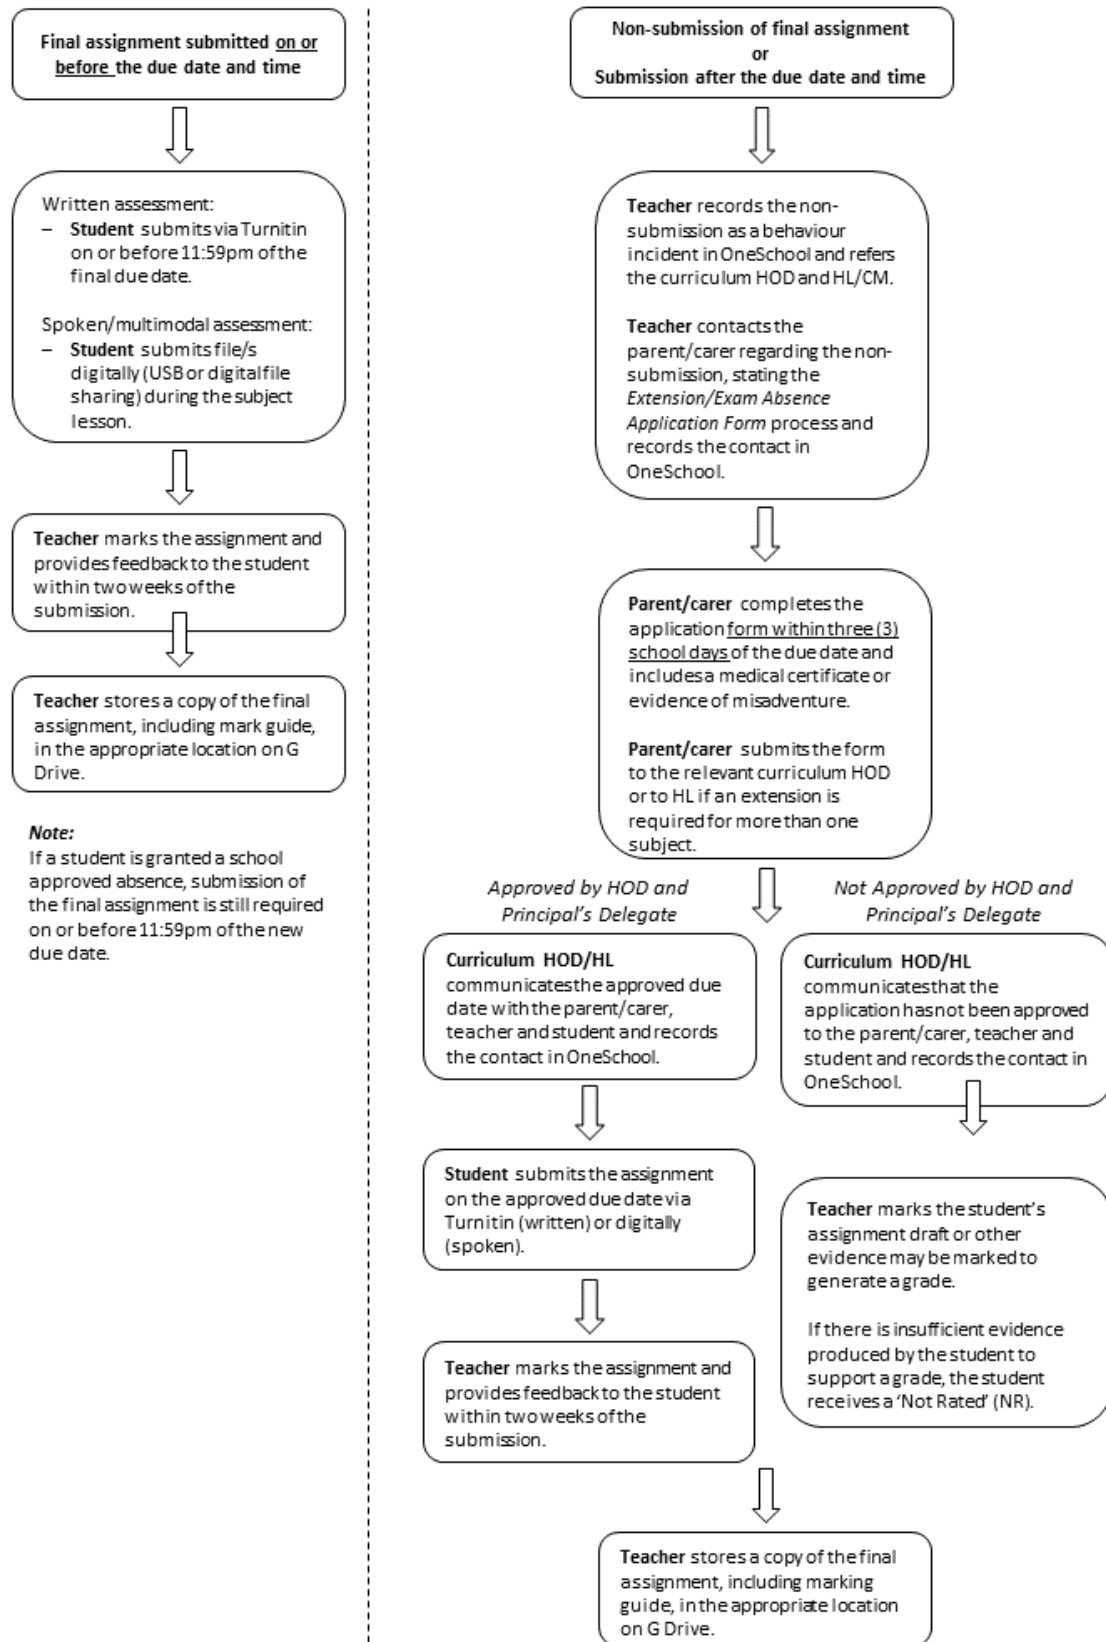 Final assignment submitted on or
before the due date and time
Written assessment:
– Student submits via Turnitin
on or before 11:59pm of the
final due date.
Spoken/multimodal assessment:
– Student submits file/s
digitally (USB or digital file
sharing) during the subject
lesson.
Teacher marks the assignment and
provides feedback to the student
within two weeks of the
submission.
Teacher stores a copy of the final
assignment, including mark guide,
in the appropriate location on G
Drive.
Note:
If a student is granted a school
approved absence, submission of
the final assignment is still required
on or before 11:59pm of the new
due date.
Non-submission of final assignment
or
Submission after the due date and time
Teacher records the non-
submission as a behaviour
incident in OneSchool and refers
the curriculum HOD and HL/CM.
Teacher contacts the
parent/carer regarding the non-
submission, stating the
Extension/Exam Absence
Application Form process and
records the contact in
OneSchool.
Parent/carer completes the
application form within three (3)
school days of the due date and
includes a medical certificate or
evidence of misadventure.
Parent/carer submits the form
to the relevant curriculum HOD
or to HL if an extension is
required for more than one
subject.
Approved by HOD and
Principal's Delegate
Curriculum HOD/HL
communicates the approved due
date with the parent/carer,
teacher and student and records
the contact in OneSchool.
Student submits the assignment
on the approved due date via
Turnitin (written) or digitally
(spoken).
Teacher marks the assignment and
provides feedback to the student
within two weeks of the
submission.
Not Approved by HOD and
Principal's Delegate
Curriculum HOD/HL
communicates that the
application has not been approved
to the parent/carer, teacher and
student and records the contact in
OneSchool.
Teacher marks the student's
assignment draft or other
evidence may be marked to
generate a grade.
If there is insufficient evidence
produced by the student to
support a grade, the student
receives a 'Not Rated' (NR).
Teacher stores a copy of the final
assignment, including marking
guide, in the appropriate location
on G Drive.